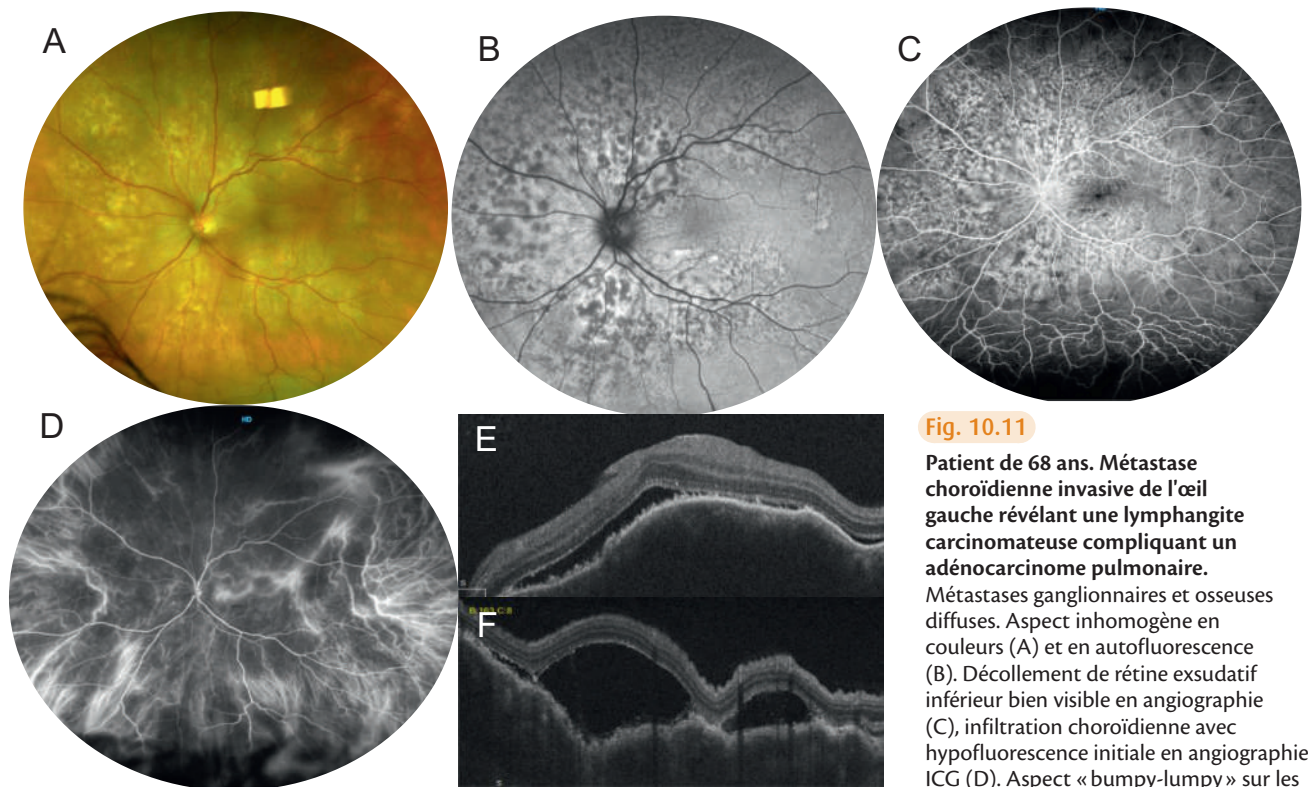 A
B
C
D
E
F
HD
Fig. 10.11
Patient de 68 ans. Métastase
choroïdienne invasive de l'œil
gauche révélant une lymphangite
carcinomateuse compliquant un
adénocarcinome pulmonaire.
Métastases ganglionnaires et osseuses
diffuses. Aspect inhomogène en
couleurs (A) et en autofluorescence
(B). Décollement de rétine exsudatif
inférieur bien visible en angiographie
(C), infiltration choroïdienne avec
hypofluorescence initiale en angiographie
ICG (D). Aspect « bumpy-lumpy » sur les